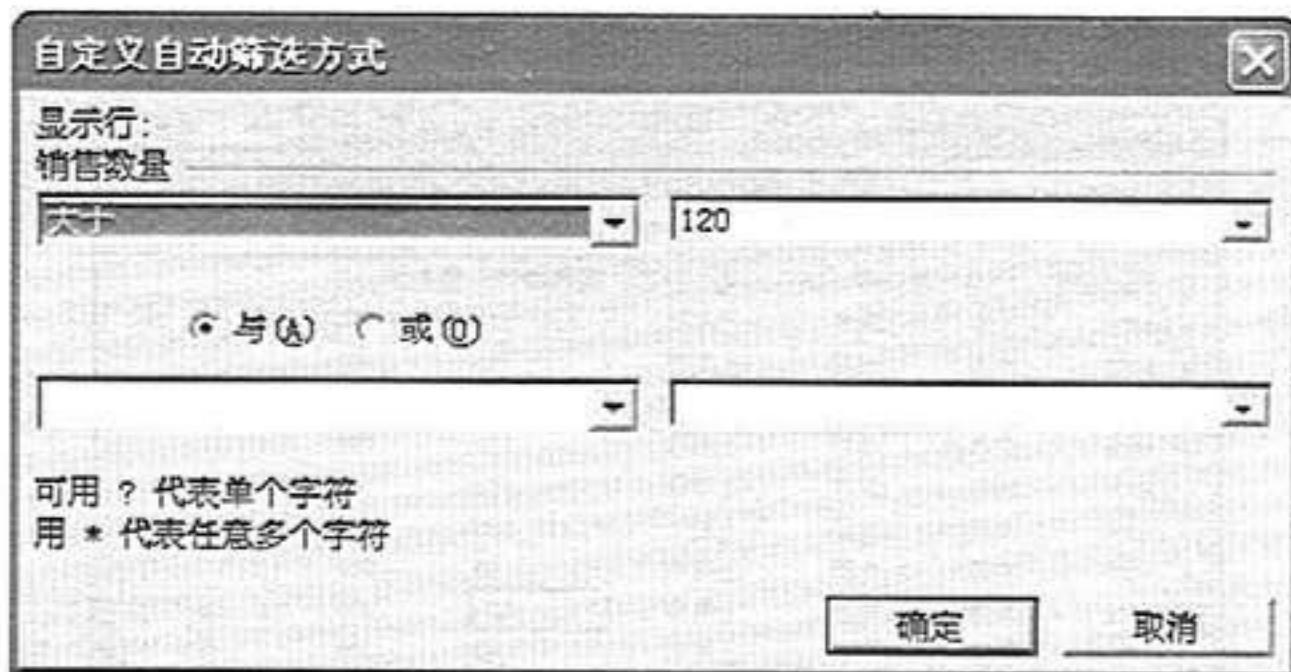 自定义自动筛选方式
显示行:
销售数量
大于 120
与(A) 或(O)
可用 ? 代表单个字符
用 * 代表任意多个字符
确定 取消